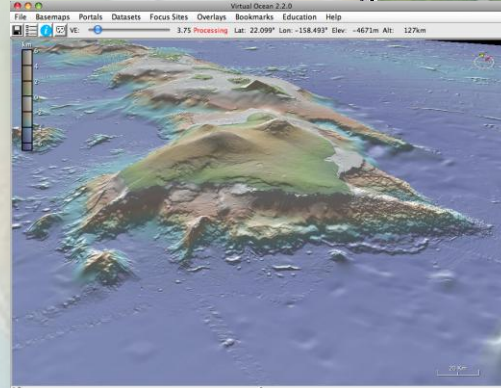 Virtual Ocean 2.2.0
File Basemaps Portals Datasets Focus Sites Overlays Bookmarks Education Help
VE: 3.75 Processing Lat: 22.099° Lon: -158.493° Elev: -4671m Alt: 127km
km